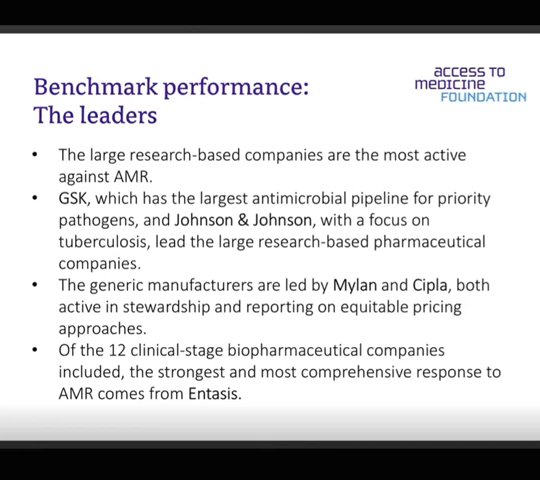 Benchmark performance:
The leaders
access to
medicine
FOUNDATION
• The large research-based companies are the most active
against AMR.
• GSK, which has the largest antimicrobial pipeline for priority
pathogens, and Johnson & Johnson, with a focus on
tuberculosis, lead the large research-based pharmaceutical
companies.
• The generic manufacturers are led by Mylan and Cipla, both
active in stewardship and reporting on equitable pricing
approaches.
• Of the 12 clinical-stage biopharmaceutical companies
included, the strongest and most comprehensive response to
AMR comes from Entasis.